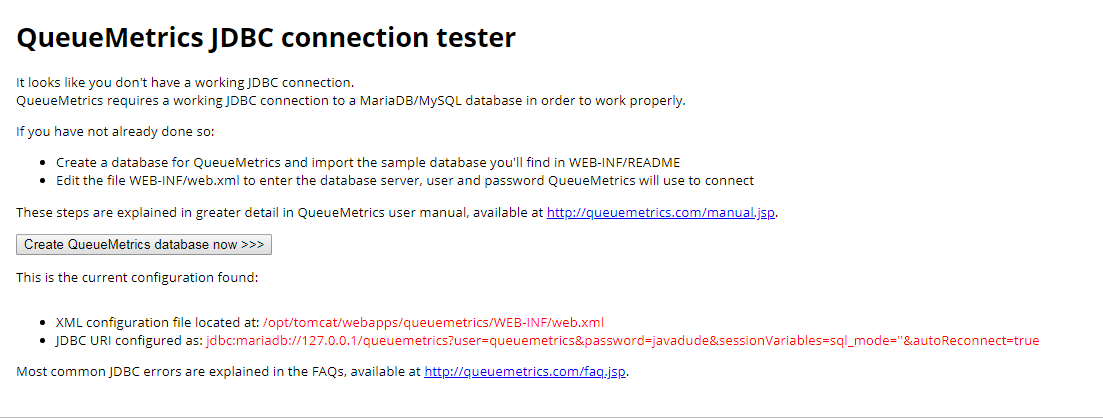 QueueMetrics JDBC connection tester
It looks like you don't have a working JDBC connection.
QueueMetrics requires a working JDBC connection to a MariaDB/MySQL database in order to work properly.
If you have not already done so:
• Create a database for QueueMetrics and import the sample database you'll find in WEB-INF/README
• Edit the file WEB-INF/web.xml to enter the database server, user and password QueueMetrics will use to connect
These steps are explained in greater detail in QueueMetrics user manual, available at http://queuemetrics.com/manual.jsp.
Create QueueMetrics database now >>>
This is the current configuration found:
• XML configuration file located at: /opt/tomcat/webapps/queuemetrics/WEB-INF/web.xml
• JDBC URI configured as: jdbc:mariadb://127.0.0.1/queuemetrics?user=queuemetrics&password=javadude&sessionVariables=sql_mode=''&autoReconnect=true
Most common JDBC errors are explained in the FAQs, available at http://queuemetrics.com/faq.jsp.